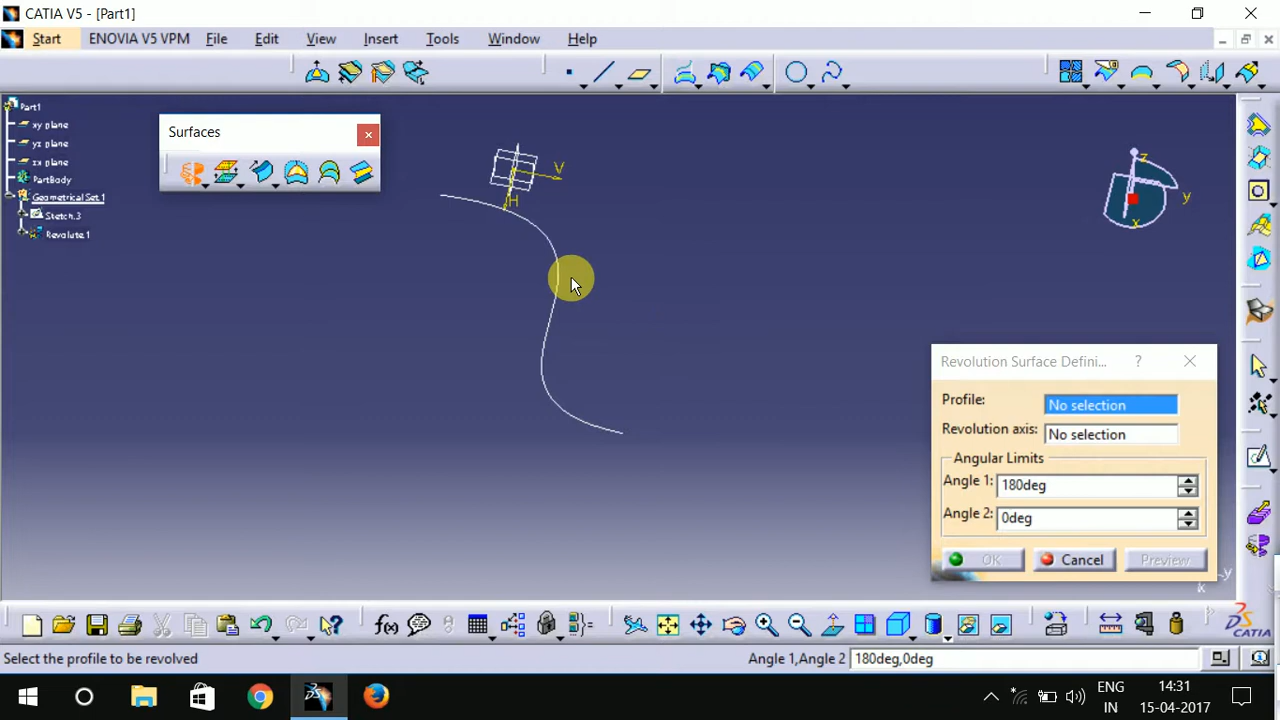 CATIA V5 - [Part1]
Start ENOVIA V5 VPM File Edit View Insert Tools Window Help
Part1
xy plane
yz plane
zx plane
PartBody
Geometrical Set.1
Sketch.3
Revolute.1
Surfaces
V
H
z
y
x
Revolution Surface Defini... ?
Profile: No selection
Revolution axis: No selection
Angular Limits
Angle 1: 180deg
Angle 2: 0deg
OK Cancel Preview
y
f(x)
CATIA
Select the profile to be revolved
Angle 1,Angle 2 180deg,0deg
ENG
IN
14:31
15-04-2017